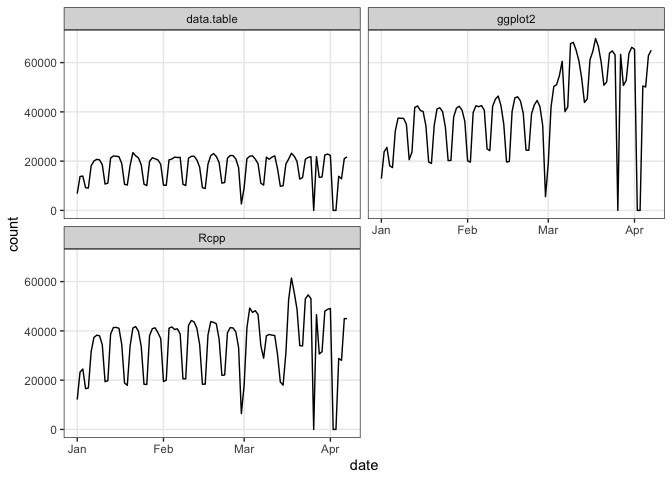 data.table
ggplot2
60000
40000
20000
0
Jan
Feb
Mar
Apr
Rcpp
60000
40000
20000
0
Jan
Feb
Mar
Apr
date
count